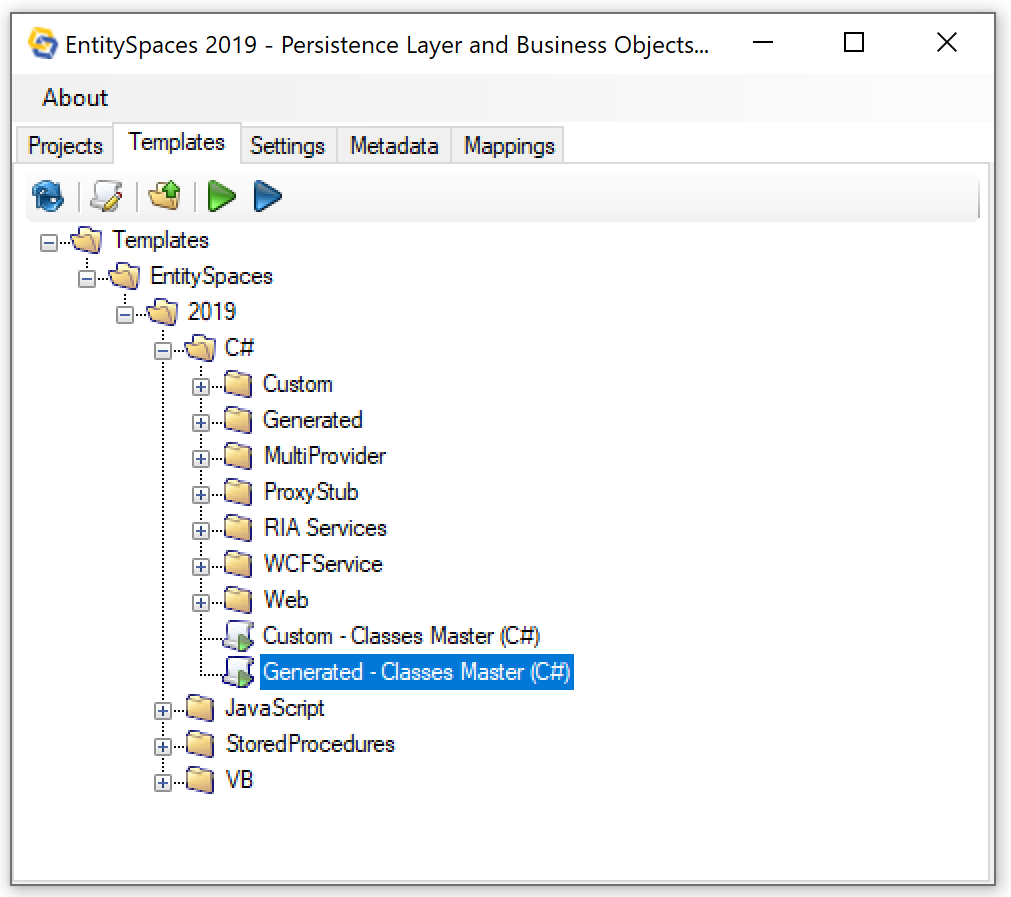 EntitySpaces 2019 - Persistence Layer and Business Objects...
About
Projects Templates Settings Metadata Mappings
Templates
EntitySpaces
2019
C#
Custom
Generated
MultiProvider
ProxyStub
RIA Services
WCFService
Web
Custom - Classes Master (C#)
Generated - Classes Master (C#)
JavaScript
StoredProcedures
VB